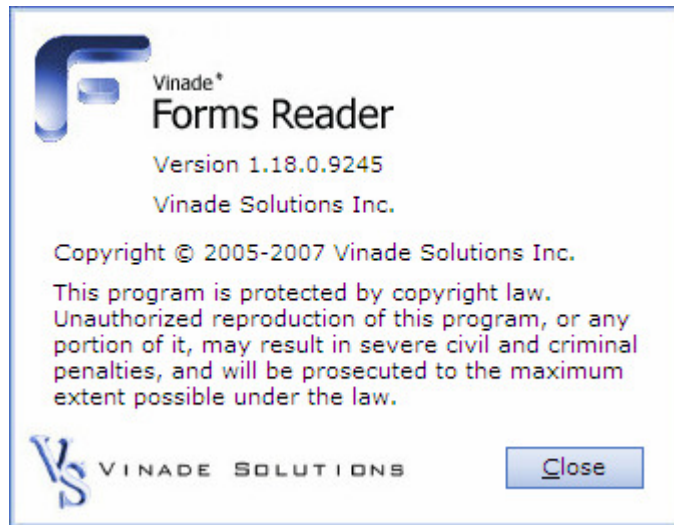 Vinade®
Forms Reader
Version 1.18.0.9245
Vinade Solutions Inc.
Copyright © 2005-2007 Vinade Solutions Inc.
This program is protected by copyright law.
Unauthorized reproduction of this program, or any
portion of it, may result in severe civil and criminal
penalties, and will be prosecuted to the maximum
extent possible under the law.
VS VINADE SOLUTIONS
Close